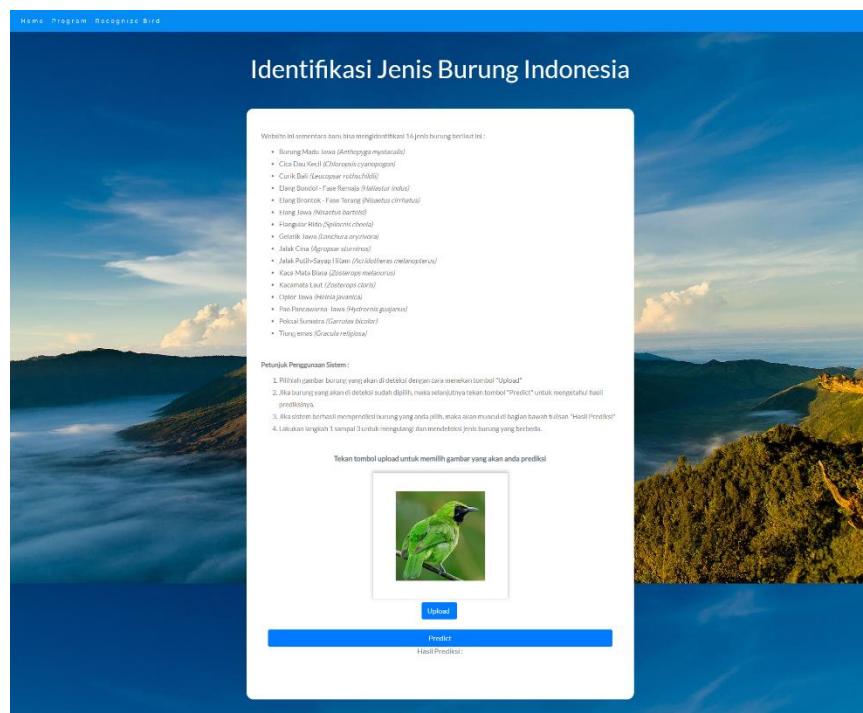 Home Program Recognize Bird
Identifikasi Jenis Burung Indonesia
Website ini sementara baru bisa mengidentifikasi 16 jenis burung berikut ini :
Burung Madu Jawa (Anthopyga mystacalis)
Cica Dau Kecil (Chloropsis cyanopogon)
Curik Bali (Leucopsar rothschildii)
Elang Bondol - Fase Remaja (Haliastur indus)
Elang Brontok - Fase Terang (Nisaetus cirrhatus)
Elang Jawa (Nisaetus bartelsi)
Elangular Bido (Spilornis cheela)
Gelatik Jawa (Lonchura oryzivora)
Jalak Cina (Agropsar sturninus)
Jalak Putih-Sayap Hitam (Acridotheres melanopterus)
Kaca Mata Biasa (Zosterops melanurus)
Kacamata Laut (Zosterops cloris)
Opior Jawa (Heleia javanica)
Pao Pancawarna-Jawa (Hydrornis guajanus)
Poksai Sumatra (Garrulax bicolor)
Tiung emas (Gracula religiosa)
Petunjuk Penggunaan Sistem :
1. Pilihlah gambar burung yang akan di deteksi dengan cara menekan tombol "Upload"
2. Jika burung yang akan di deteksi sudah dipilih, maka selanjutnya tekan tombol "Predict" untuk mengetahui hasil
prediksinya.
3. Jika sistem berhasil memprediksi burung yang anda pilih, maka akan muncul di bagian bawah tulisan "Hasil Prediksi"
4. Lakukan langkah 1 sampai 3 untuk mengulangi dan mendeteksi jenis burung yang berbeda.
Tekan tombol upload untuk memilih gambar yang akan anda prediksi
Upload
Predict
Hasil Prediksi :